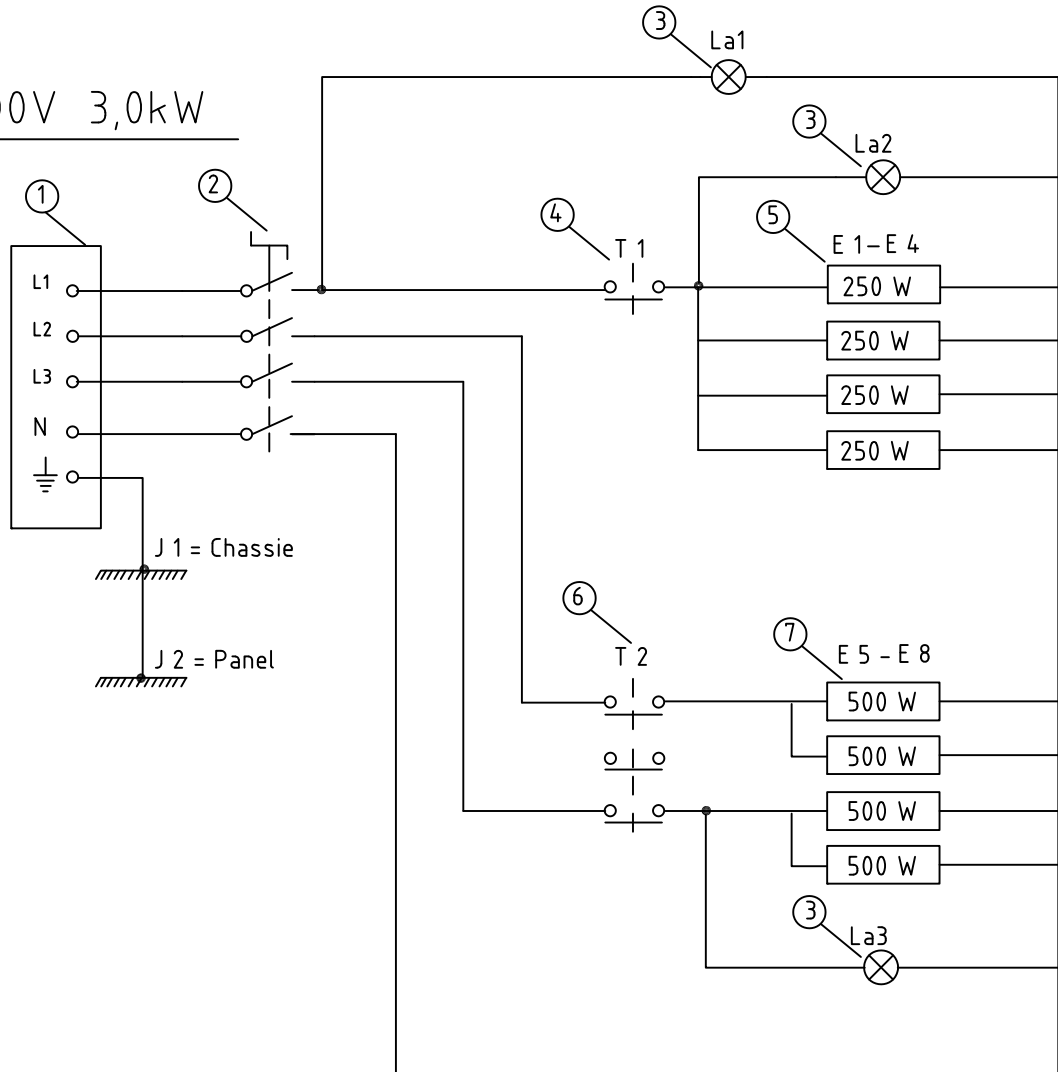 3
La1
00V 3,0kW
3
La2
1
2
4
5
T 1
E 1-E 4
L1
250 W
L2
250 W
L3
250 W
N
250 W
J 1 = Chassie
6
7
J 2 = Panel
T 2
E 5 - E 8
500 W
500 W
500 W
500 W
3
La3